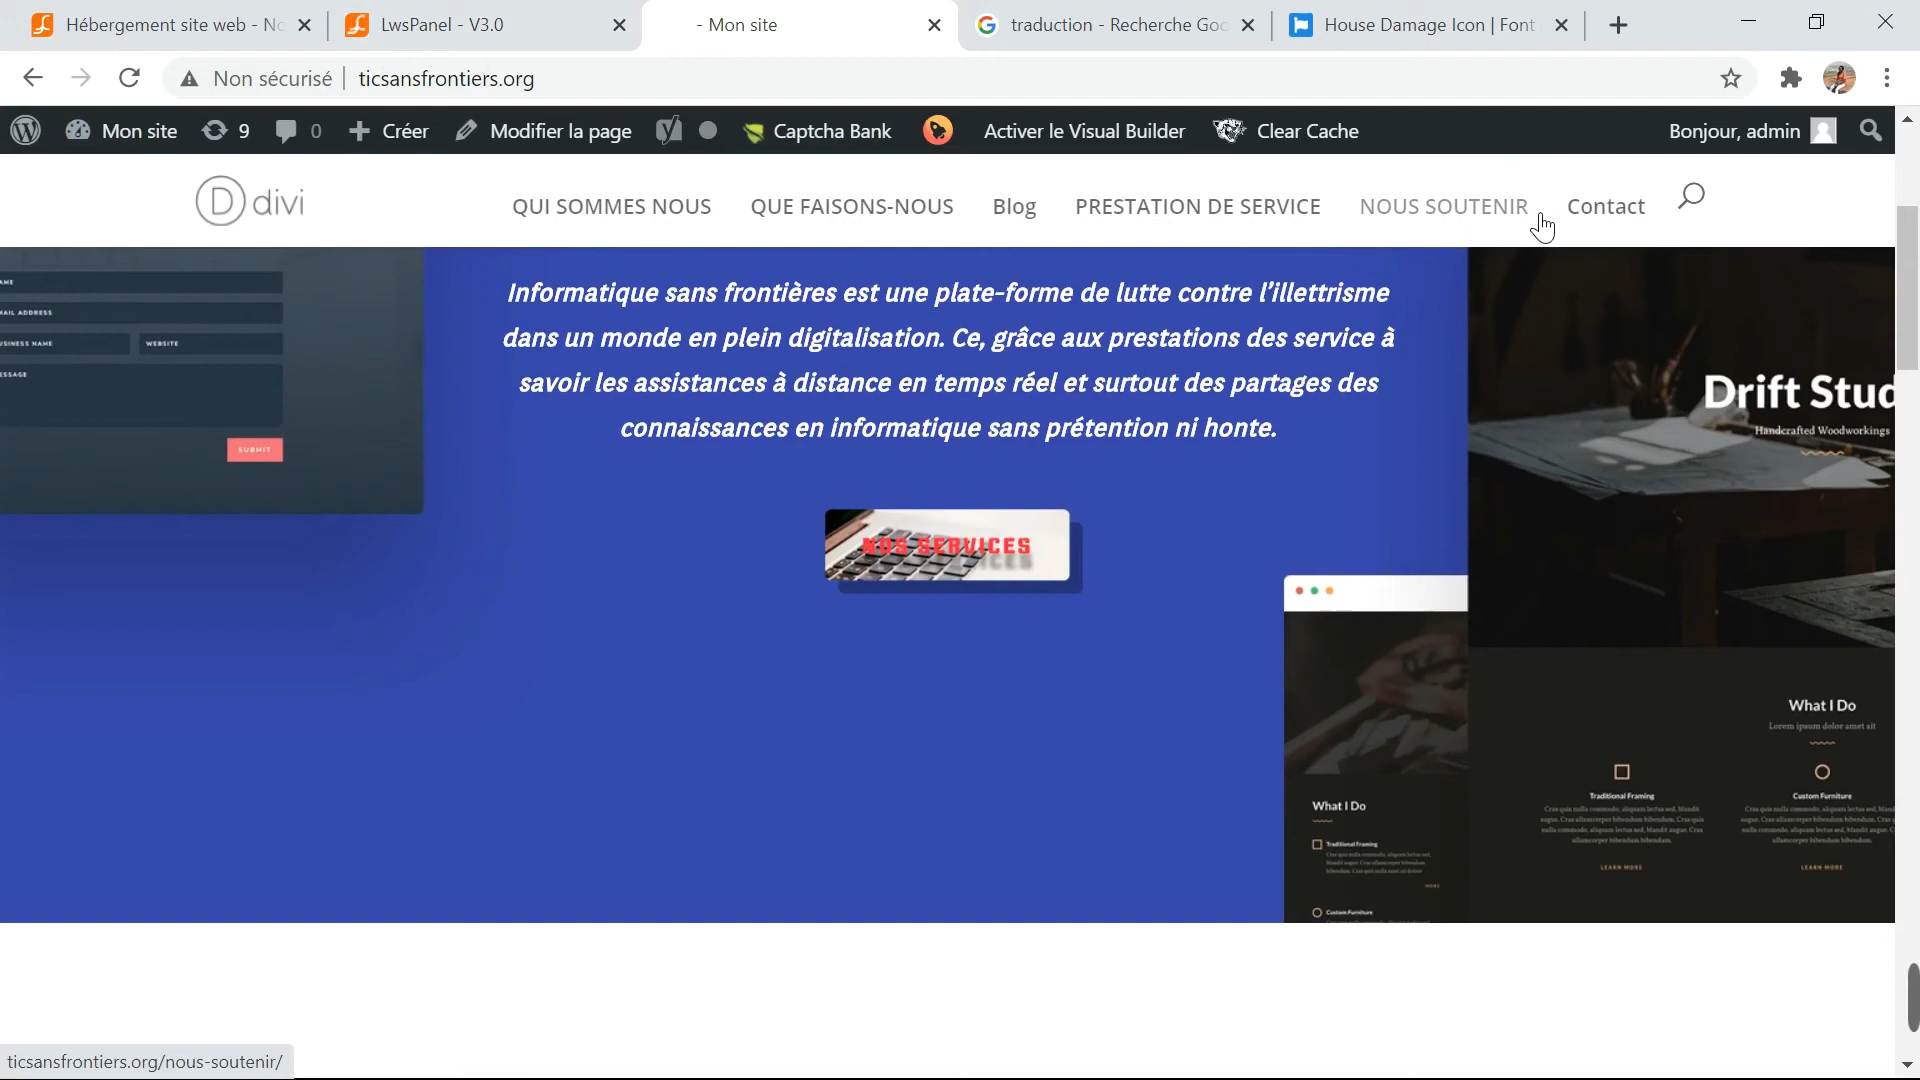 Hébergement site web - No
LwsPanel - V3.0
- Mon site
traduction - Recherche Goo
House Damage Icon | Font
Non sécurisé
ticsansfrontiers.org
Mon site
9
0
Créer
Modifier la page
Captcha Bank
Activer le Visual Builder
Clear Cache
Bonjour, admin
D divi
QUI SOMMES NOUS
QUE FAISONS-NOUS
Blog
PRESTATION DE SERVICE
NOUS SOUTENIR
Contact
Informatique sans frontières est une plate-forme de lutte contre l'illettrisme
dans un monde en plein digitalisation. Ce, grâce aux prestations des service à
savoir les assistances à distance en temps réel et surtout des partages des
connaissances en informatique sans prétention ni honte.
NOS SERVICES
AME
MAIL ADDRESS
USINESS NAME
WEBSITE
ESSAGE
SUBMIT
Drift Stud
Handcrafted Woodworkings
What I Do
Lorem ipsum dolor amet sit
Traditional Framing
Custom Furniture
LEARN MORE
LEARN MORE
What I Do
Traditional Framing
MORE
Custom Furniture
ticsansfrontiers.org/nous-soutenir/